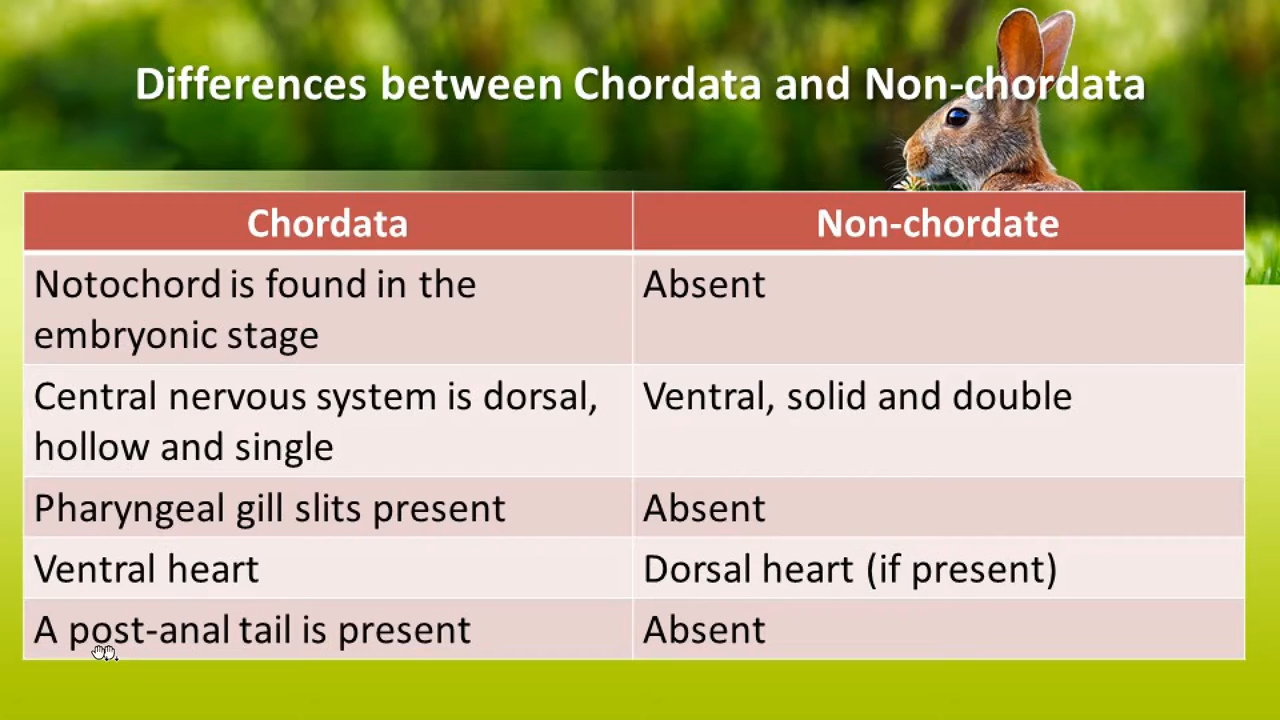 Differences between Chordata and Non-chordata
Chordata
Non-chordate
Notochord is found in the
embryonic stage
Absent
Central nervous system is dorsal,
hollow and single
Ventral, solid and double
Pharyngeal gill slits present
Absent
Ventral heart
Dorsal heart (if present)
A post-anal tail is present
Absent